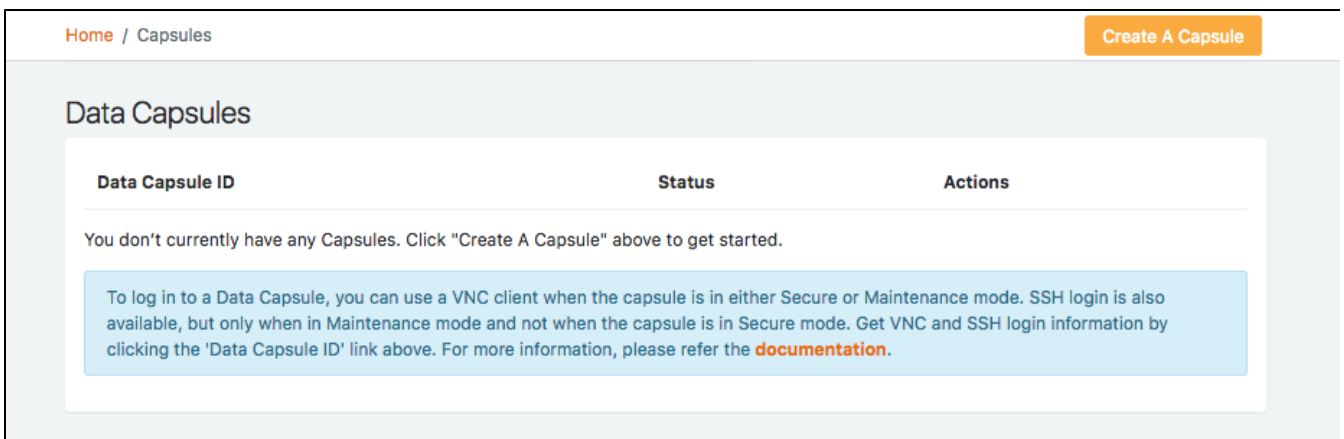 Home / Capsules
Create A Capsule
Data Capsules
Data Capsule ID Status Actions
You don’t currently have any Capsules. Click "Create A Capsule" above to get started.
To log in to a Data Capsule, you can use a VNC client when the capsule is in either Secure or Maintenance mode. SSH login is also
available, but only when in Maintenance mode and not when the capsule is in Secure mode. Get VNC and SSH login information by
clicking the 'Data Capsule ID' link above. For more information, please refer the documentation.